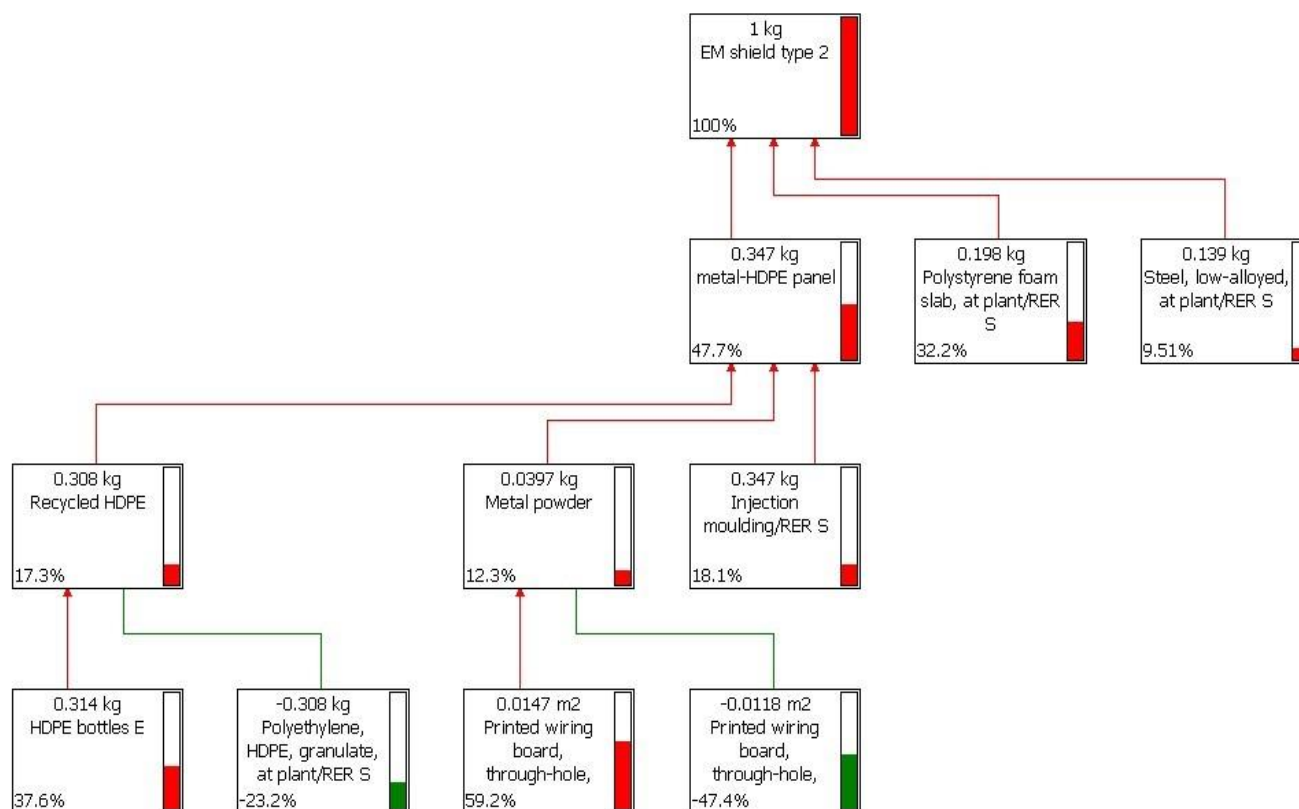 1 kg
EM shield type 2
100%
0.347 kg
metal-HDPE panel
47.7%
0.198 kg
Polystyrene foam
slab, at plant/RER
S
32.2%
0.139 kg
Steel, low-alloyed,
at plant/RER S
9.51%
0.308 kg
Recycled HDPE
17.3%
0.0397 kg
Metal powder
12.3%
0.347 kg
Injection
moulding/RER S
18.1%
0.314 kg
HDPE bottles E
37.6%
-0.308 kg
Polyethylene,
HDPE, granulate,
at plant/RER S
-23.2%
0.0147 m2
Printed wiring
board,
through-hole,
59.2%
-0.0118 m2
Printed wiring
board,
through-hole,
-47.4%